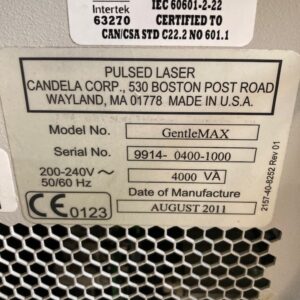 Intertek
63270
IEC 60601-2-22
CERTIFIED TO
CAN/CSA STD C22.2 NO 601.1
PULSED LASER
CANDELA CORP., 530 BOSTON POST ROAD
WAYLAND, MA 01778 MADE IN U.S.A.
Model No. GentleMAX
Serial No. 9914- 0400-1000
200-240V ~ 4000 VA
50/60 Hz
Date of Manufacture
CE 0123 AUGUST 2011
2157-40-8252 Rev 01